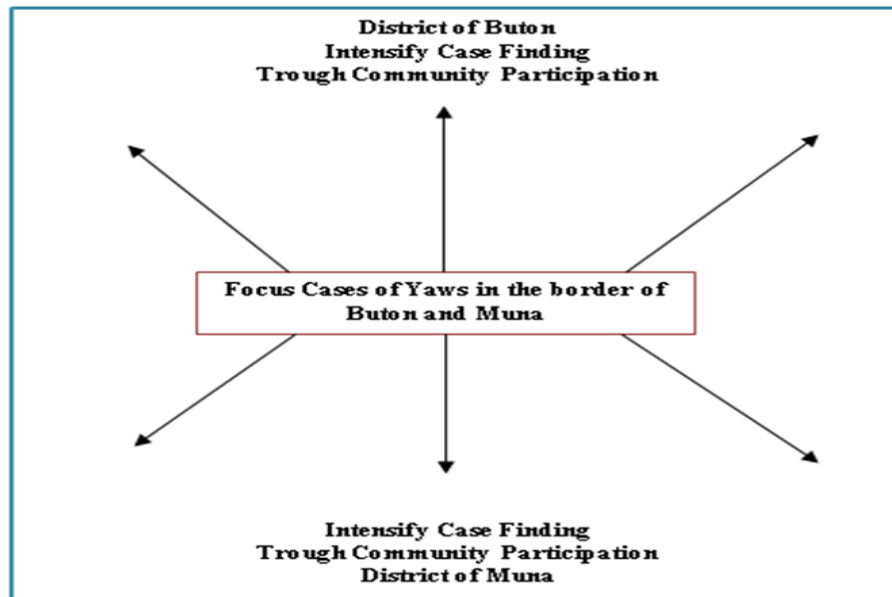 District of Buton
Intensify Case Finding
Trough Community Participation
Focus Cases of Yaws in the border of
Buton and Muna
Intensify Case Finding
Trough Community Participation
District of Muna